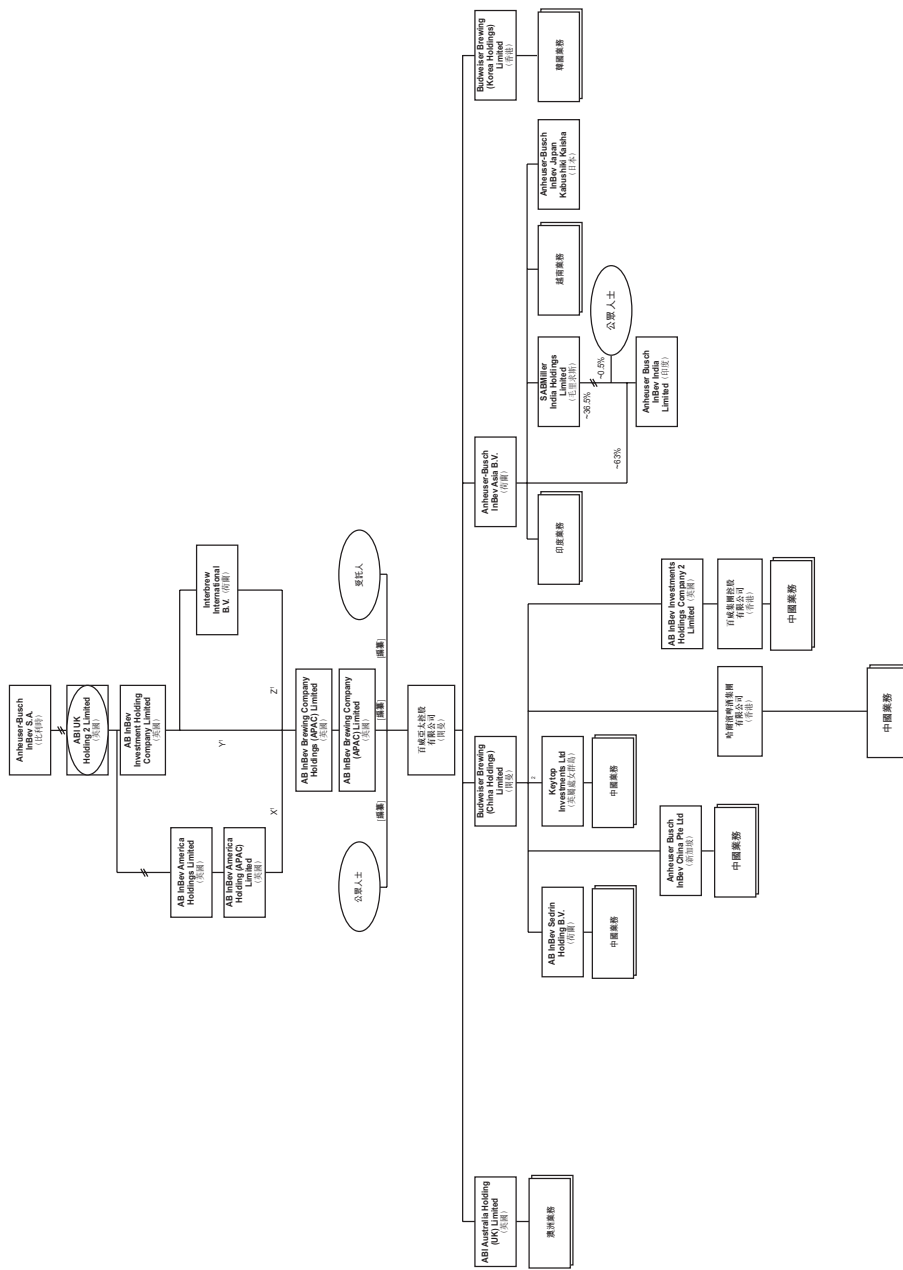 Anheuser-Busch
InBev S.A.
（比利時）
ABI UK
Holding 2 Limited
（英國）
AB InBev
Investment Holding
Company Limited
（英國）
AB InBev America
Holdings Limited
（英國）
AB InBev America
Holding (APAC)
Limited
（英國）
Interbrew
International
B.V.（荷蘭）
X¹
Y¹
Z¹
AB InBev Brewing Company
Holdings (APAC) Limited
（英國）
AB InBev Brewing Company
(APAC) Limited
（英國）
公眾人士
受託人
[編纂]
[編纂]
[編纂]
百威亞太控股
有限公司
（開曼）
ABI Australia Holding
(UK) Limited
（英國）
澳洲業務
Budweiser Brewing
(China Holdings)
Limited
（開曼）
2
AB InBev Sedrin
Holding B.V.
（荷蘭）
中國業務
Anheuser Busch
InBev China Pte Ltd
（新加坡）
中國業務
Keytop
Investments Ltd
（英屬處女群島）
中國業務
哈爾濱啤酒集團
有限公司
（香港）
中國業務
AB InBev Investments
Holdings Company 2
Limited（英國）
百威集團控股
有限公司
（香港）
中國業務
Anheuser-Busch
InBev Asia B.V.
（荷蘭）
印度業務
SABMiller
India Holdings
Limited
（毛里求斯）
~36.5%
~0.5%
~63%
公眾人士
Anheuser Busch
InBev India
Limited（印度）
越南業務
Anheuser-Busch
InBev Japan
Kabushiki Kaisha
（日本）
Budweiser Brewing
(Korea Holdings)
Limited
（香港）
韓國業務